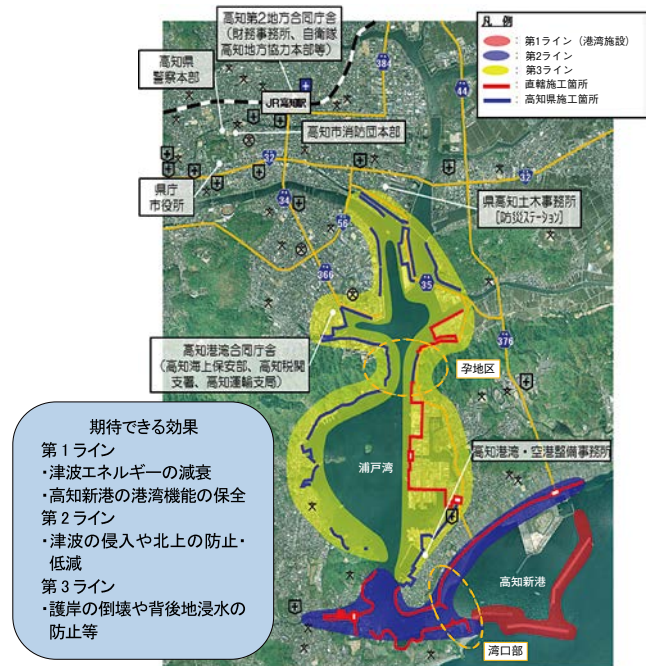 高知第2地方合同庁舎
(財務事務所、自衛隊
高知地方協力本部等)
凡 例
: 第1ライン（港湾施設）
: 第2ライン
: 第3ライン
: 直轄施工箇所
: 高知県施工箇所
高知県
警察本部
384
44
JR高知駅
高知市消防団本部
32
32
県庁
市役所
34
県高知土木事務所
[防災ステーション]
56
366
35
376
高知港湾合同庁舎
(高知海上保安部、高知税関
支署、高知運輸支局)
孕地区
期待できる効果
第1ライン
・津波エネルギーの減衰
・高知新港の港湾機能の保全
第2ライン
・津波の侵入や北上の防止・
低減
第3ライン
・護岸の倒壊や背後地浸水の
防止等
高知港湾・空港整備事務所
浦戸湾
高知新港
湾口部